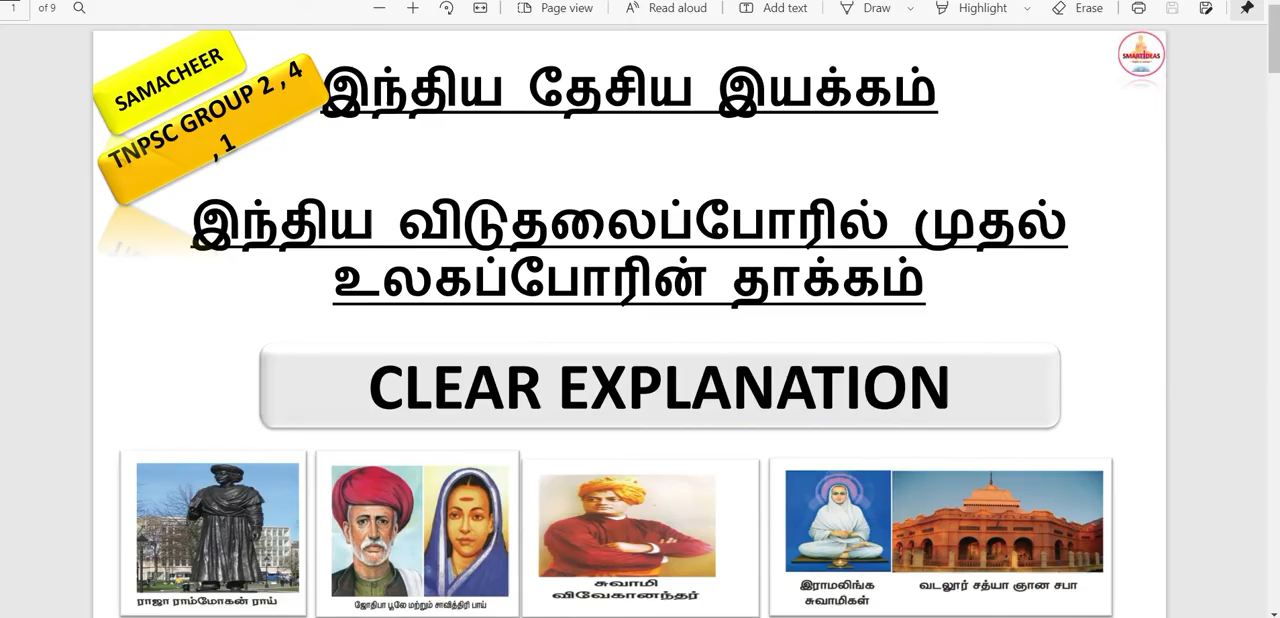 1 of 9 Page view Read aloud Add text Draw Highlight Erase
SAMACHEER
TNPSC GROUP 2 , 4
, 1
SMARTIDEAS
இந்திய தேசிய இயக்கம்
இந்திய விடுதலைப்போரில் முதல்
உலகப்போரின் தாக்கம்
CLEAR EXPLANATION
ராஜா ராம்மோகன் ராய்
ஜோதிபா பூலே மற்றும் சாவித்திரி பாய்
சுவாமி
விவேகானந்தர்
இராமலிங்க
சுவாமிகள்
வடலூர் சத்யா ஞான சபா